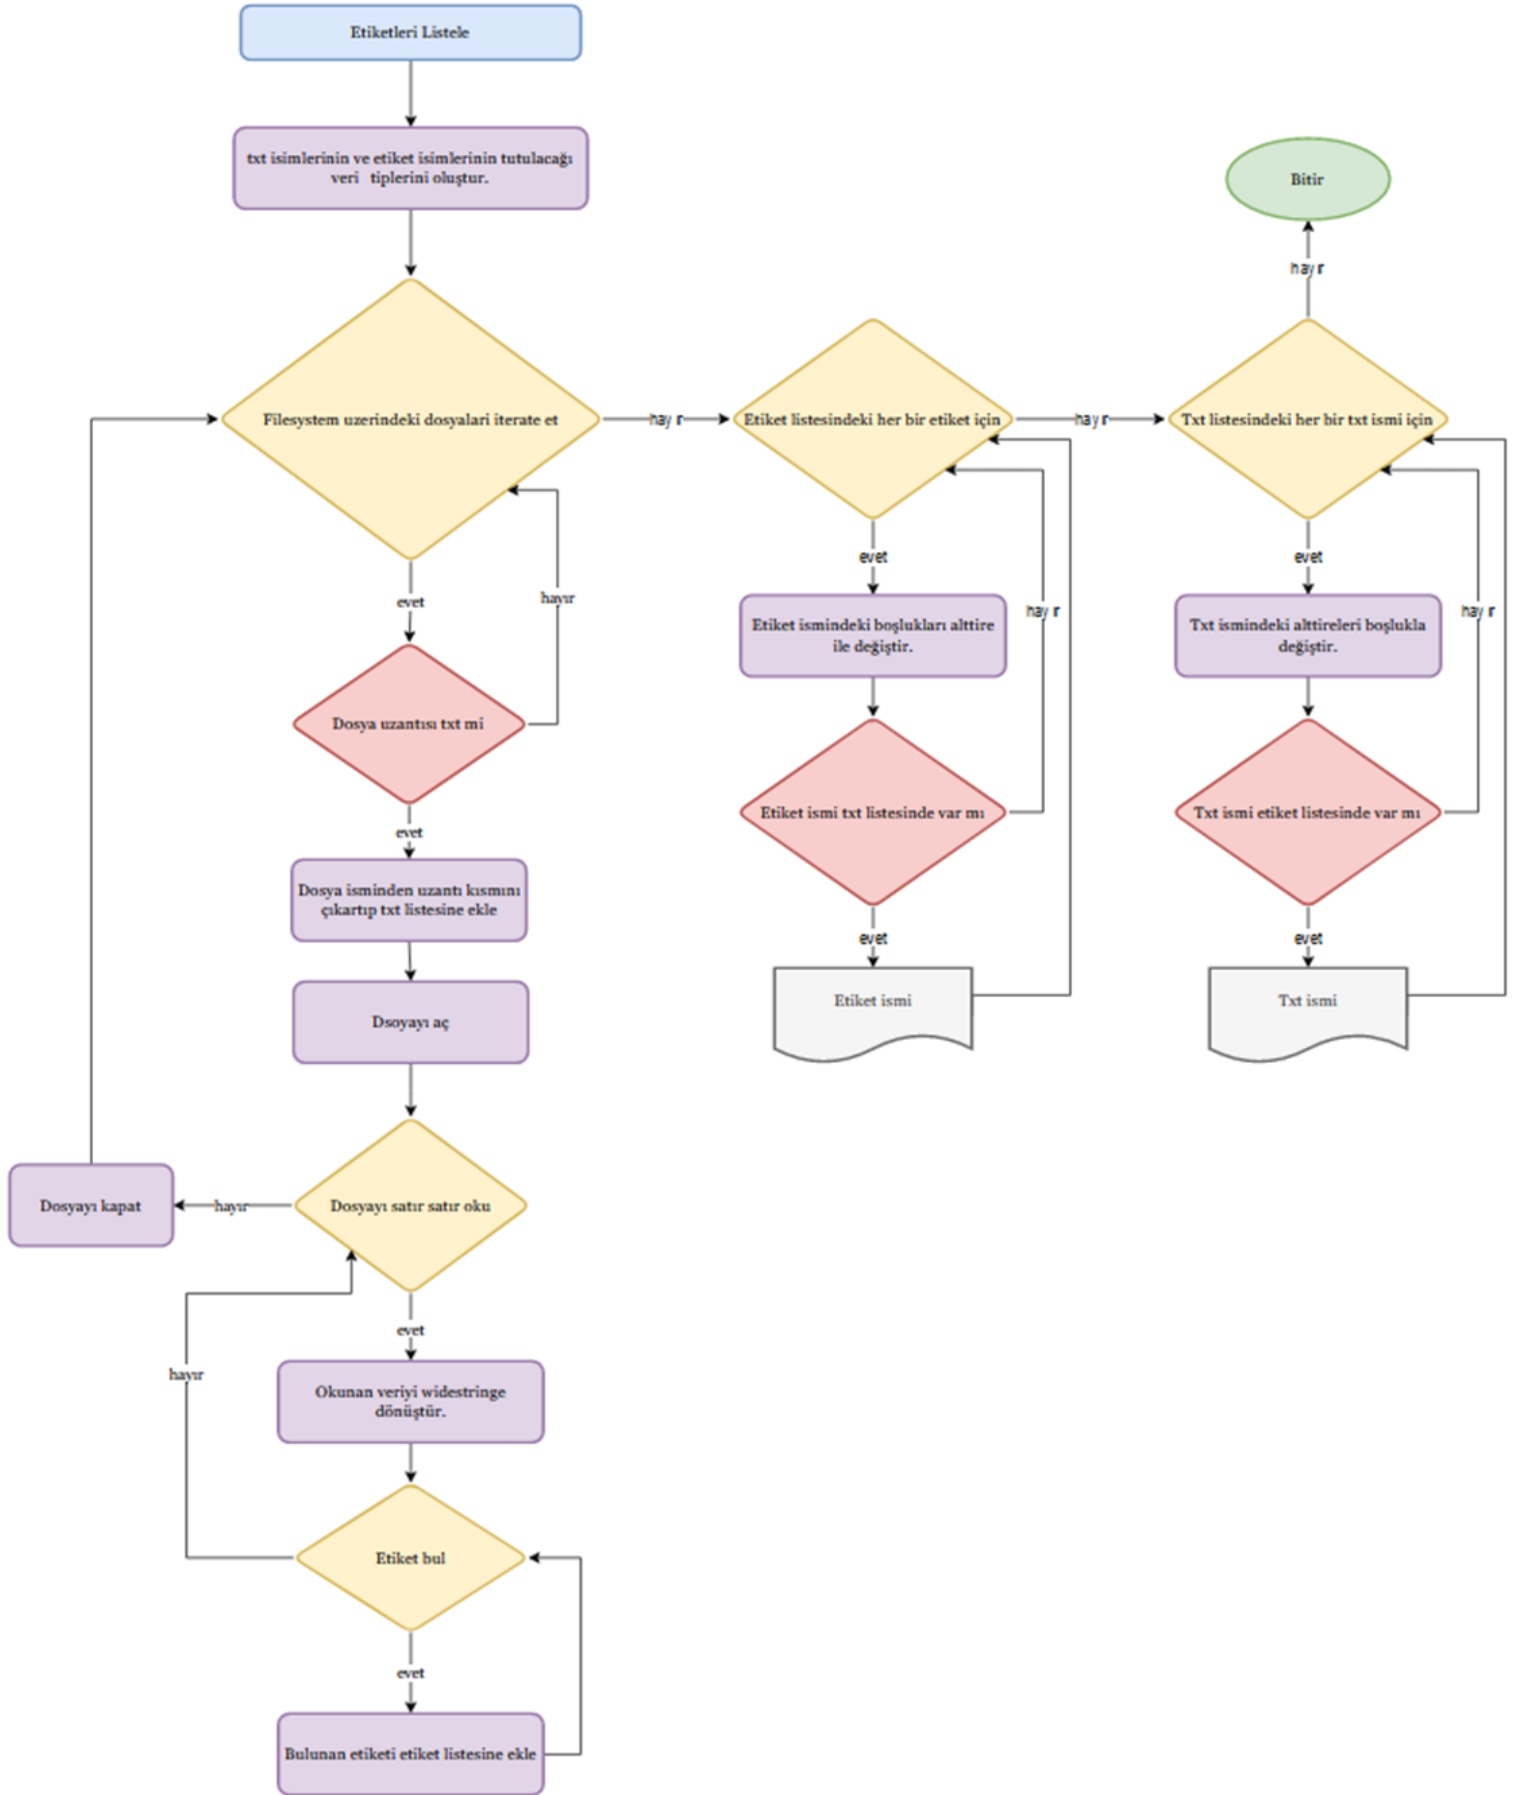 Etiketleri Listele
txt isimlerinin ve etiket isimlerinin tutulacağı
veri tiplerini oluştur.
Filesystem uzerindeki dosyalari iterate et
hayır
evet
hayır
Dosya uzantısı txt mi
evet
Dosya isminden uzantı kısmını
çıkartıp txt listesine ekle
Dsoyayı aç
Dosyayı satır satır oku
hayır
Dosyayı kapat
evet
hayır
Okunan veriyi widestringe
dönüştür.
Etiket bul
evet
Bulunan etiketi etiket listesine ekle
Etiket listesindeki her bir etiket için
hayır
evet
hayır
Etiket ismindeki boşlukları alttire
ile değiştir.
Etiket ismi txt listesinde var mı
evet
Etiket ismi
Bitir
hayır
Txt listesindeki her bir txt ismi için
evet
hayır
Txt ismindeki alttireleri boşlukla
değiştir.
Txt ismi etiket listesinde var mı
evet
Txt ismi